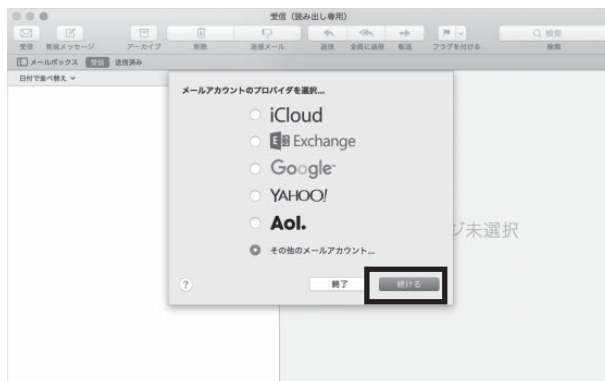 受信（読み出し専用）
受信 新規メッセージ アーカイブ 削除 迷惑メール 返信 全員に返信 転送 フラグを付ける 検索
Q 検索
メールボックス 受信 送信済み
日付で並べ替え
メールアカウントのプロバイダを選択...
iCloud
E Exchange
Google
YAHOO!
Aol.
その他のメールアカウント...
ジ未選択
? 終了 続ける